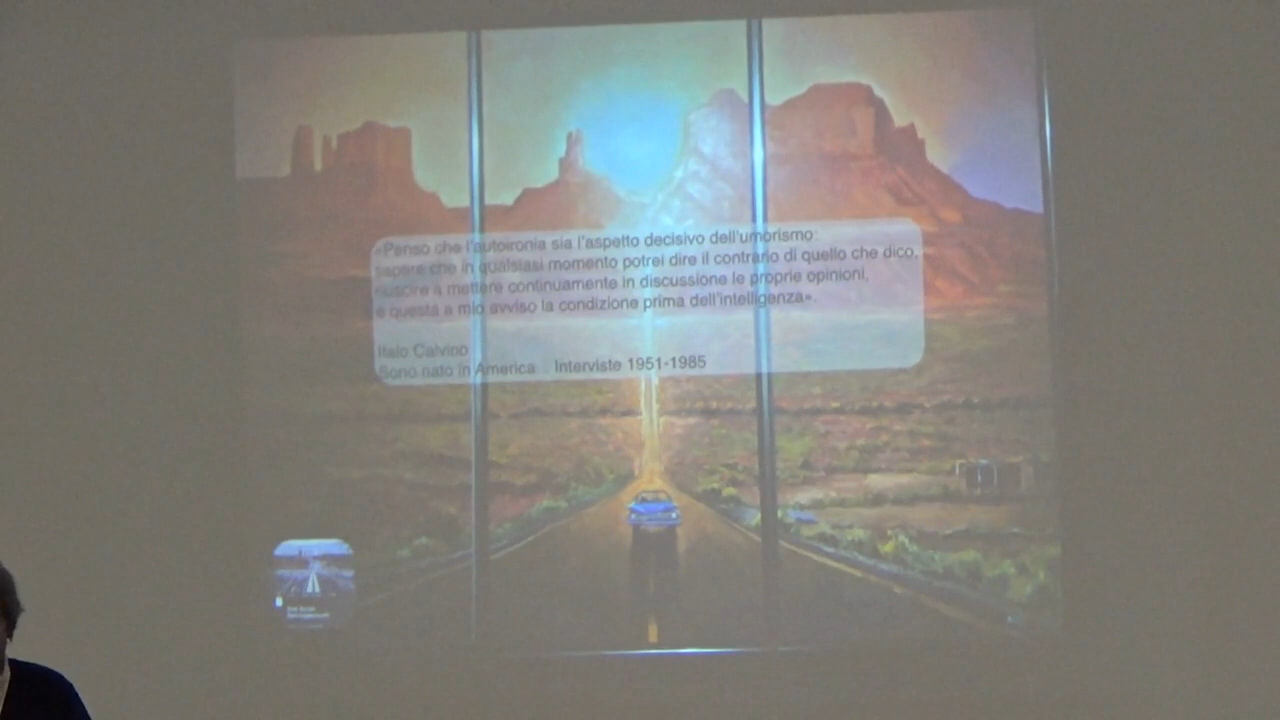 «Penso che l'autoironia sia l'aspetto decisivo dell'umorismo:
sapere che in qualsiasi momento potrei dire il contrario di quello che dico,
riuscire a mettere continuamente in discussione le proprie opinioni,
è questa a mio avviso la condizione prima dell'intelligenza».
Italo Calvino
Sono nato in America... Interviste 1951-1985